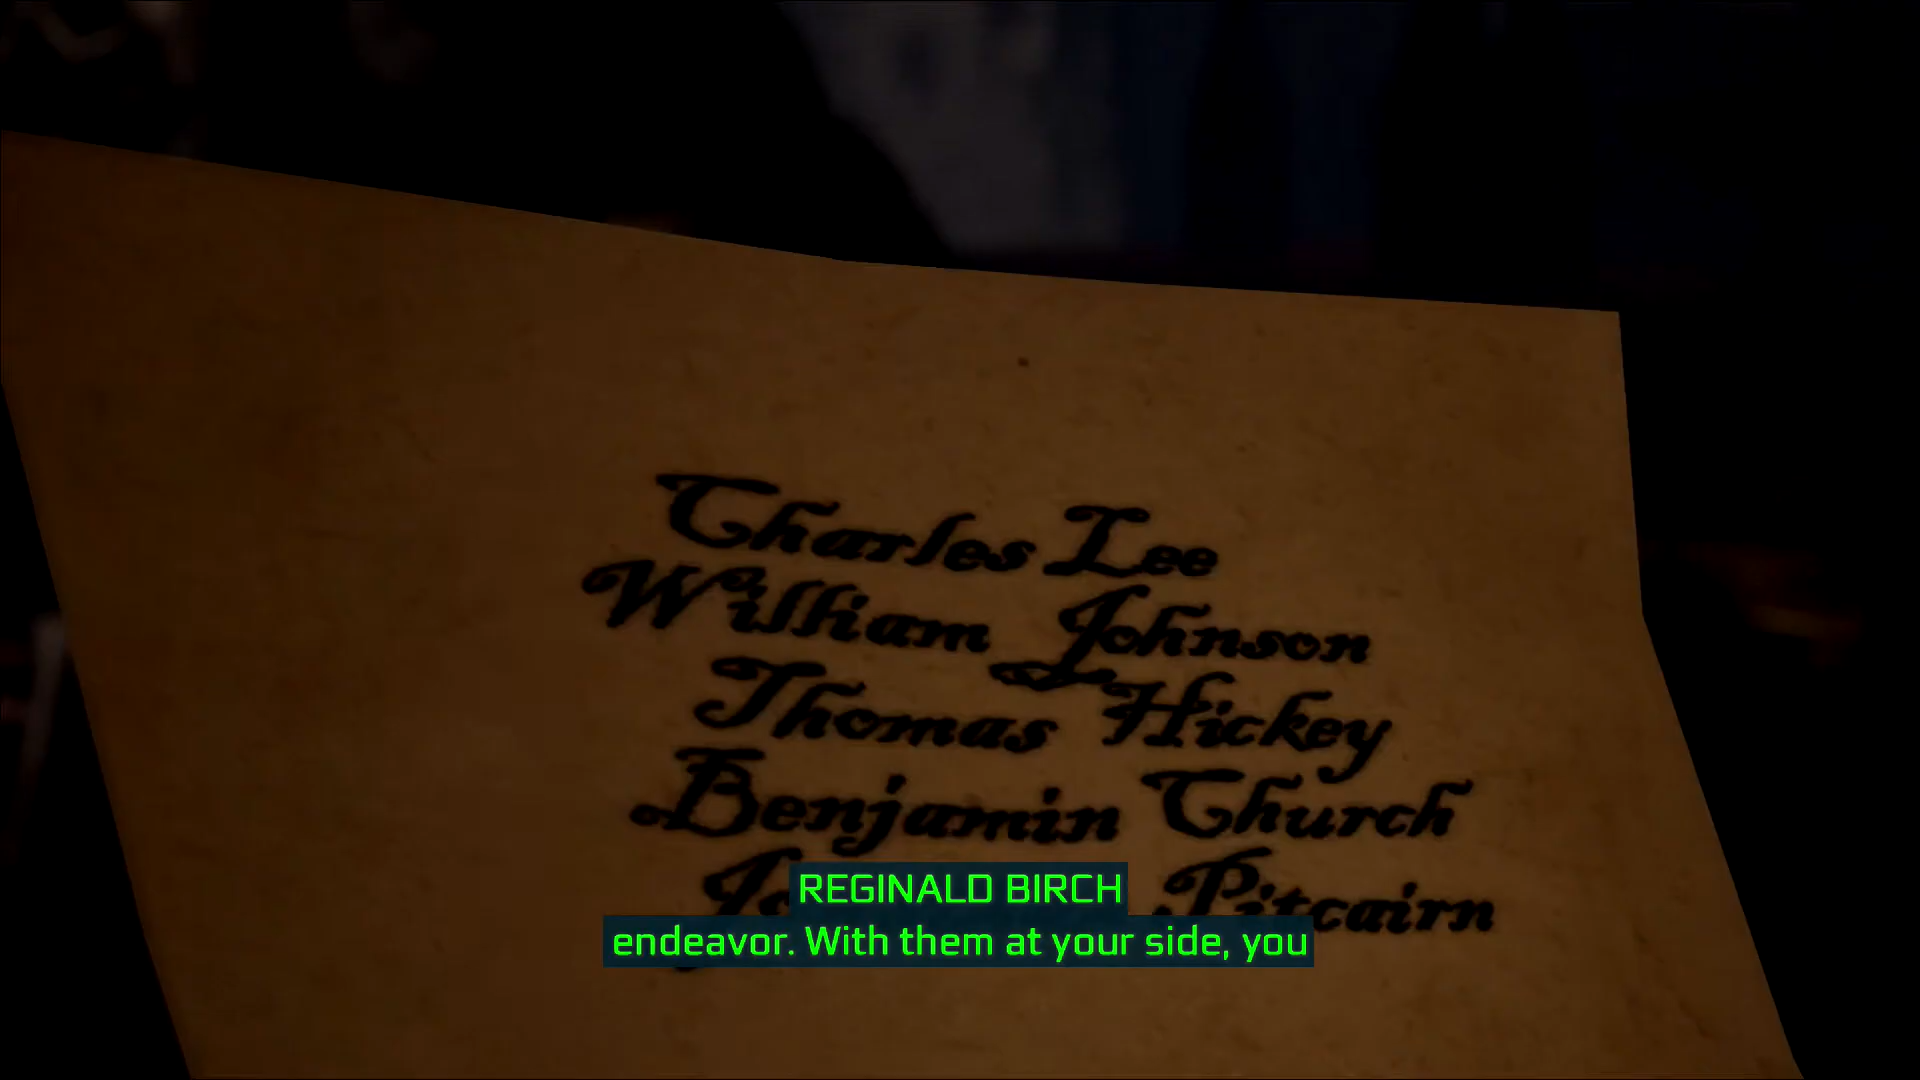 Charles Lee
William Johnson
Thomas Hickey
Benjamin Church
Pitcairn
REGINALD BIRCH
endeavor. With them at your side, you